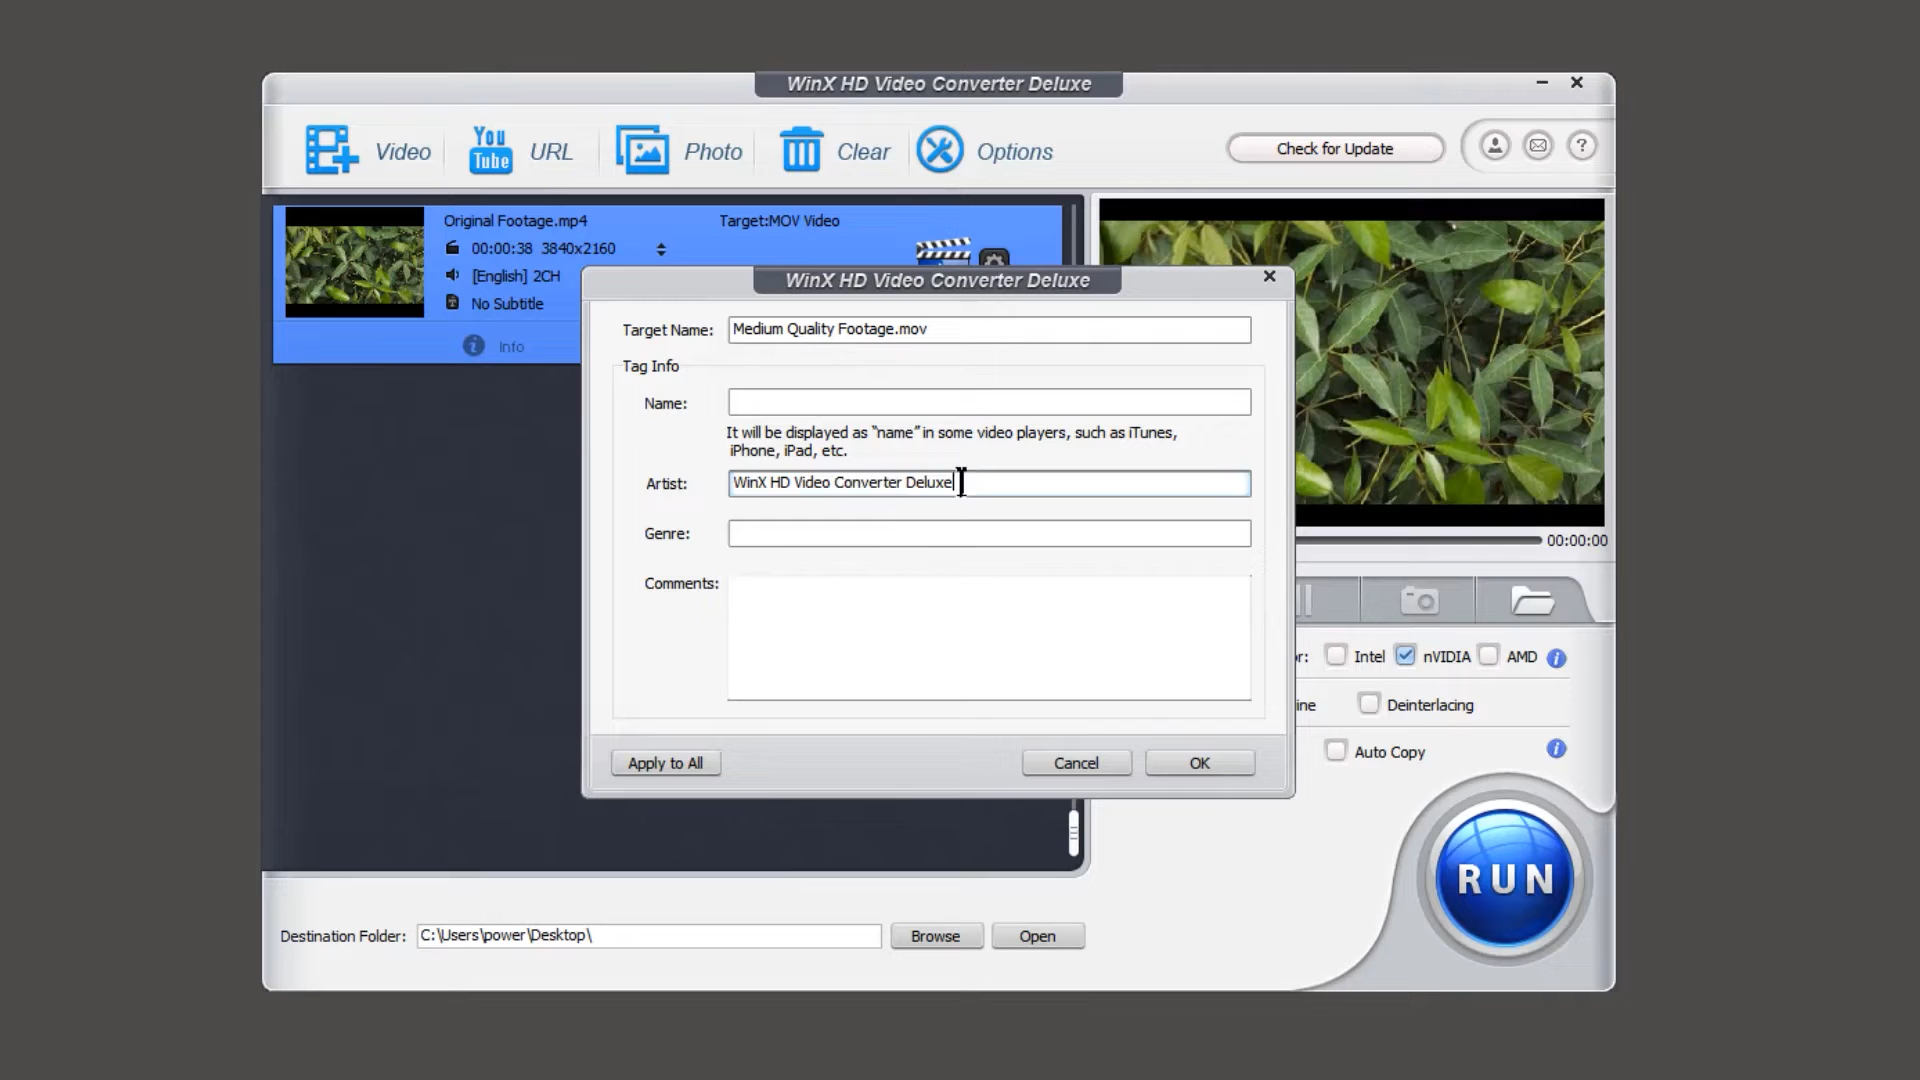 WinX HD Video Converter Deluxe
Video
You
Tube
URL
Photo
Clear
Options
Check for Update
?
Original Footage.mp4
Target:MOV Video
00:00:38 3840x2160
[English] 2CH
No Subtitle
Info
WinX HD Video Converter Deluxe
Target Name: Medium Quality Footage.mov
Tag Info
Name:
It will be displayed as “name” in some video players, such as iTunes,
iPhone, iPad, etc.
Artist: WinX HD Video Converter Deluxe
Genre:
Comments:
Apply to All
Cancel
OK
00:00:00
Intel
nVIDIA
AMD
Deinterlacing
Auto Copy
RUN
Destination Folder: C:\Users\power\Desktop\
Browse
Open